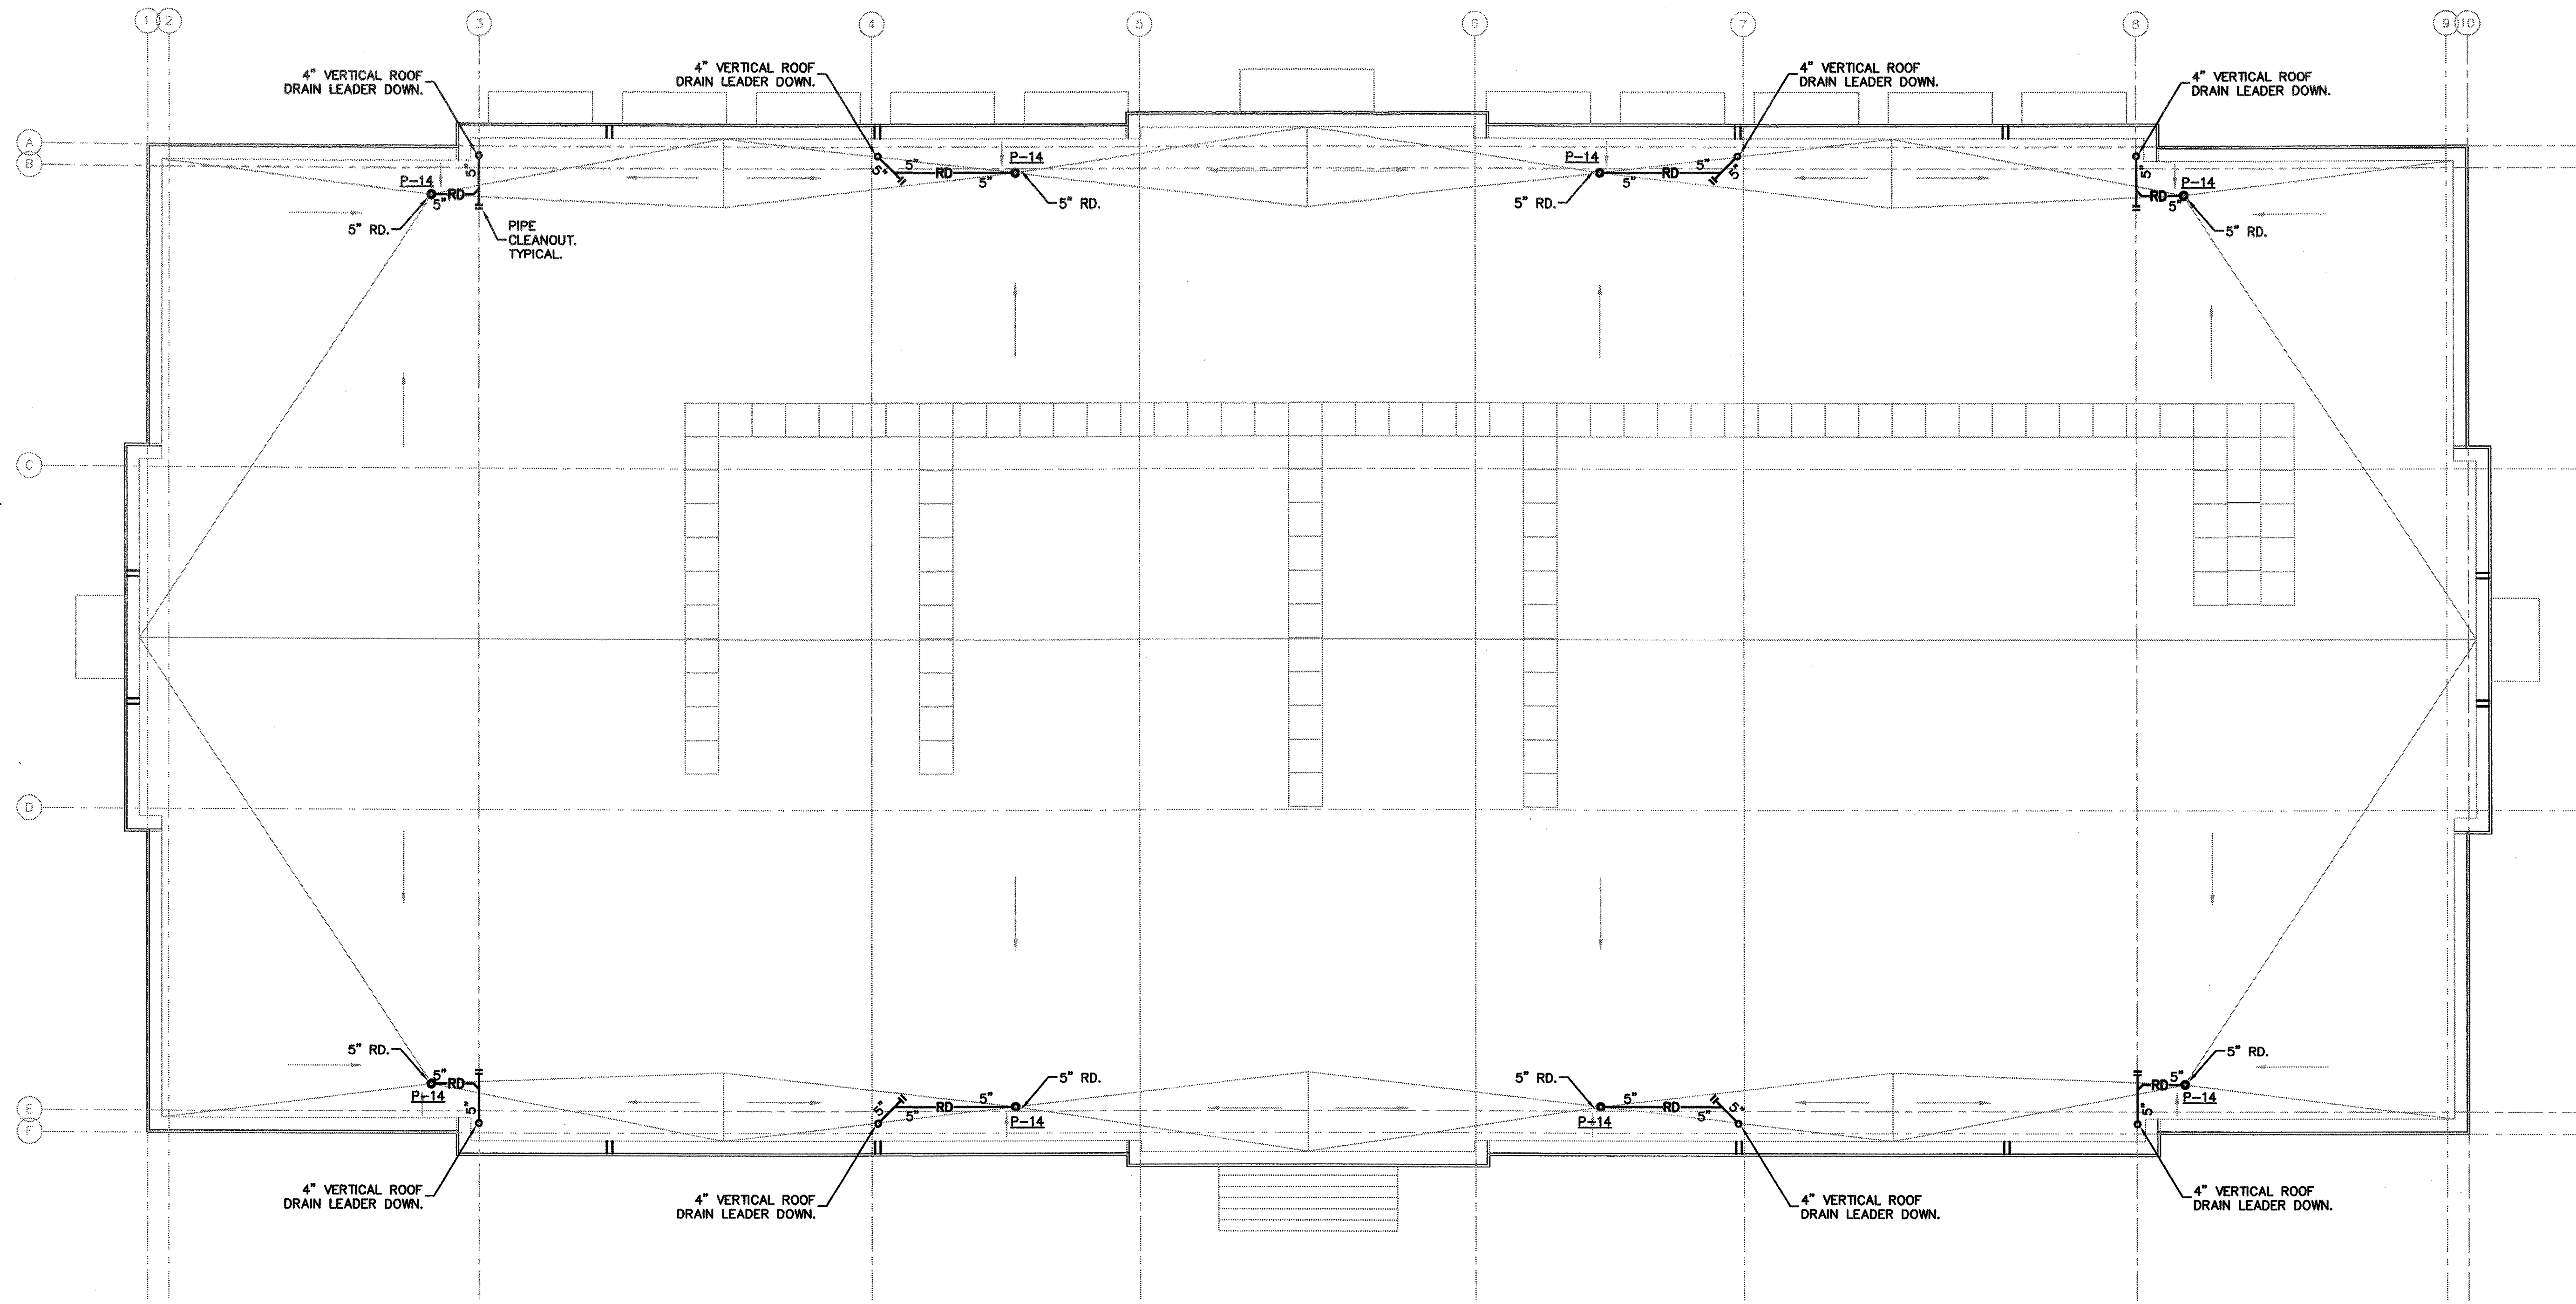 1
2
3
4
5
6
7
8
9
10
4" VERTICAL ROOF
DRAIN LEADER DOWN.
4" VERTICAL ROOF
DRAIN LEADER DOWN.
4" VERTICAL ROOF
DRAIN LEADER DOWN.
4" VERTICAL ROOF
DRAIN LEADER DOWN.
A
B
P-14
5"
RD
5"
5" RD.
PIPE
CLEANOUT.
TYPICAL.
5"
5"
RD
5"
P-14
5" RD.
P-14
5" RD.
5"
RD
5"
5"
5"
RD
5"
P-14
5" RD.
C
D
E
F
5" RD.
5"
RD
P-14
5"
5"
5"
RD
5"
5" RD.
P-14
5" RD.
5"
RD
5"
5"
P-14
5"
RD
5"
5" RD.
P-14
4" VERTICAL ROOF
DRAIN LEADER DOWN.
4" VERTICAL ROOF
DRAIN LEADER DOWN.
4" VERTICAL ROOF
DRAIN LEADER DOWN.
4" VERTICAL ROOF
DRAIN LEADER DOWN.